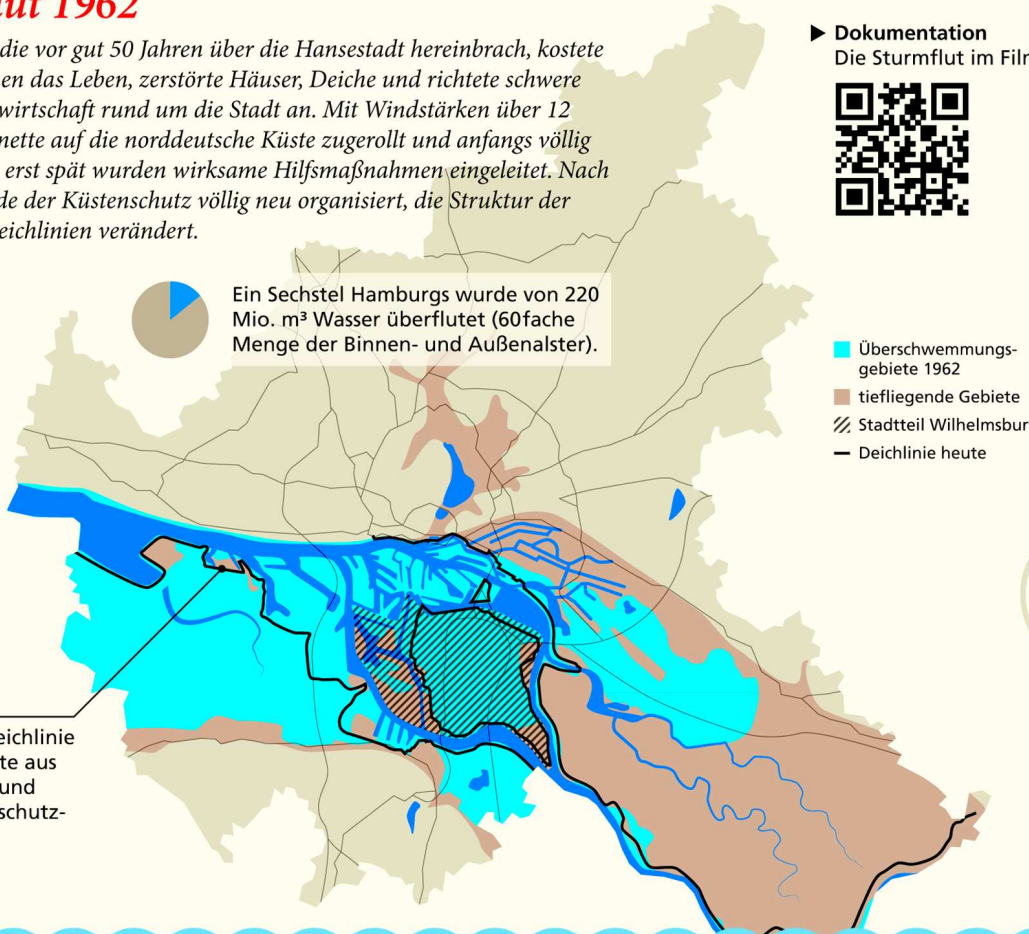 ut 1962
die vor gut 50 Jahren über die Hansestadt hereinbrach, kostete
en das Leben, zerstörte Häuser, Deiche und richtete schwere
wirtschaft rund um die Stadt an. Mit Windstärken über 12
nette auf die norddeutsche Küste zugerollt und anfangs völlig
erst spät wurden wirksame Hilfsmaßnahmen eingeleitet. Nach
de der Küstenschutz völlig neu organisiert, die Struktur der
eichlinien verändert.
▶ Dokumentation
Die Sturmflut im Film
Ein Sechstel Hamburgs wurde von 220
Mio. m³ Wasser überflutet (60fache
Menge der Binnen- und Außenalster).
Überschwemmungs-
gebiete 1962
tiefliegende Gebiete
Stadtteil Wilhelmsbur
Deichlinie heute
eichlinie
te aus
und
schutz-